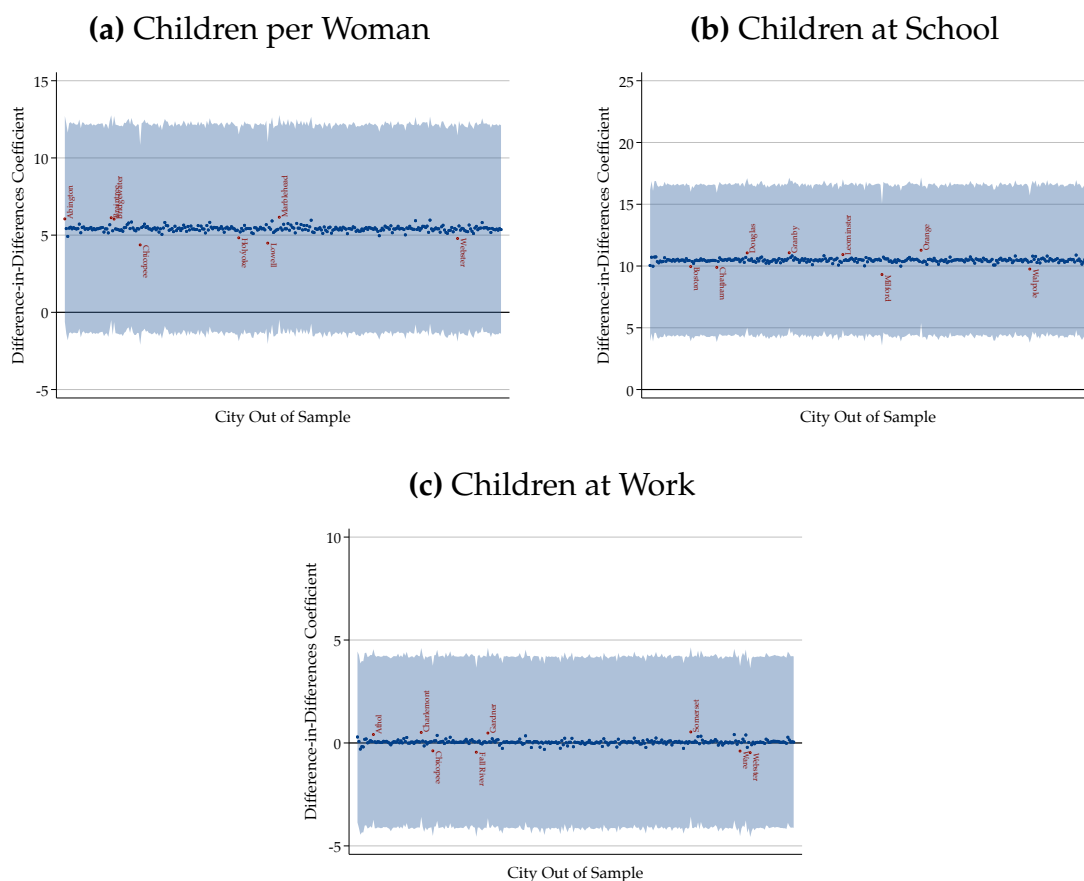 (a) Children per Woman
Difference-in-Differences Coefficient
15
10
5
0
-5
Abington
Bridgewater
Marblehead
Chicopee
Holyoke
Lowell
Webster
City Out of Sample
(b) Children at School
Difference-in-Differences Coefficient
25
20
15
10
5
0
Douglas
Granby
Leominster
Orange
Boston
Chatham
Milford
Walpole
City Out of Sample
(c) Children at Work
Difference-in-Differences Coefficient
10
5
0
-5
Athol
Charlemont
Gardner
Somerset
Chicopee
Fall River
Ware
Webster
City Out of Sample